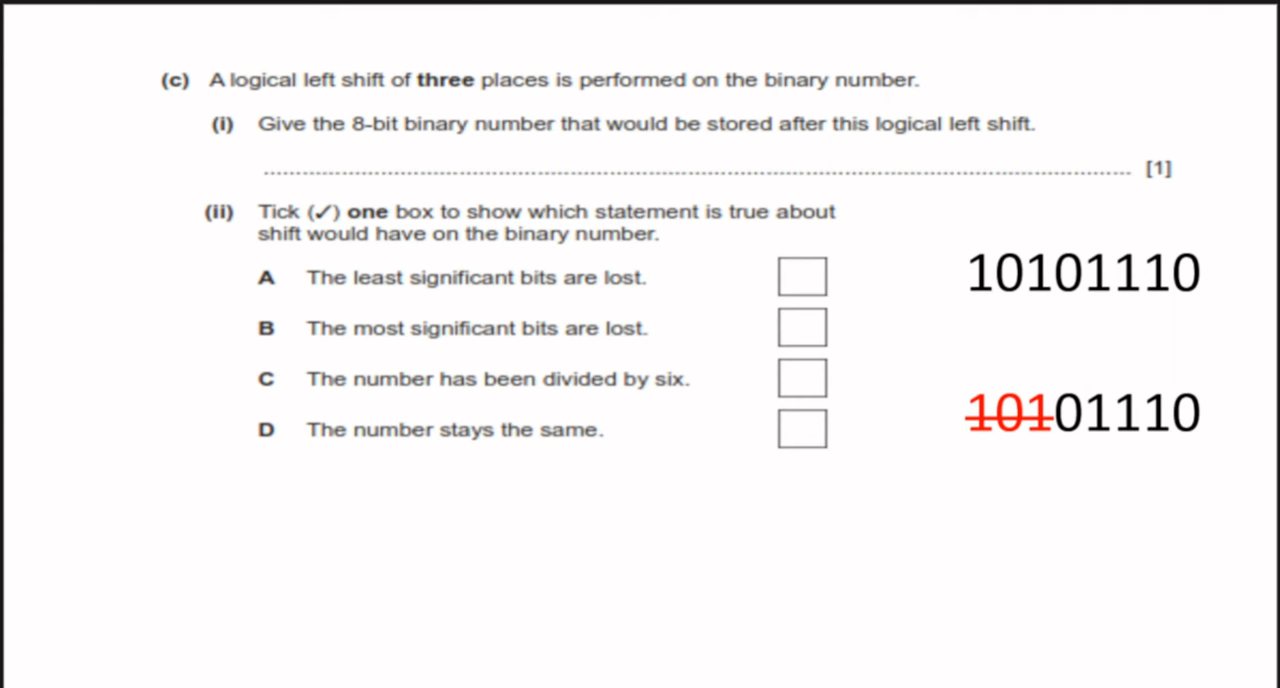 (c) A logical left shift of three places is performed on the binary number.
(i) Give the 8-bit binary number that would be stored after this logical left shift.
[1]
(ii) Tick (✓) one box to show which statement is true about
shift would have on the binary number.
A The least significant bits are lost.
B The most significant bits are lost.
C The number has been divided by six.
D The number stays the same.
10101110
10101110